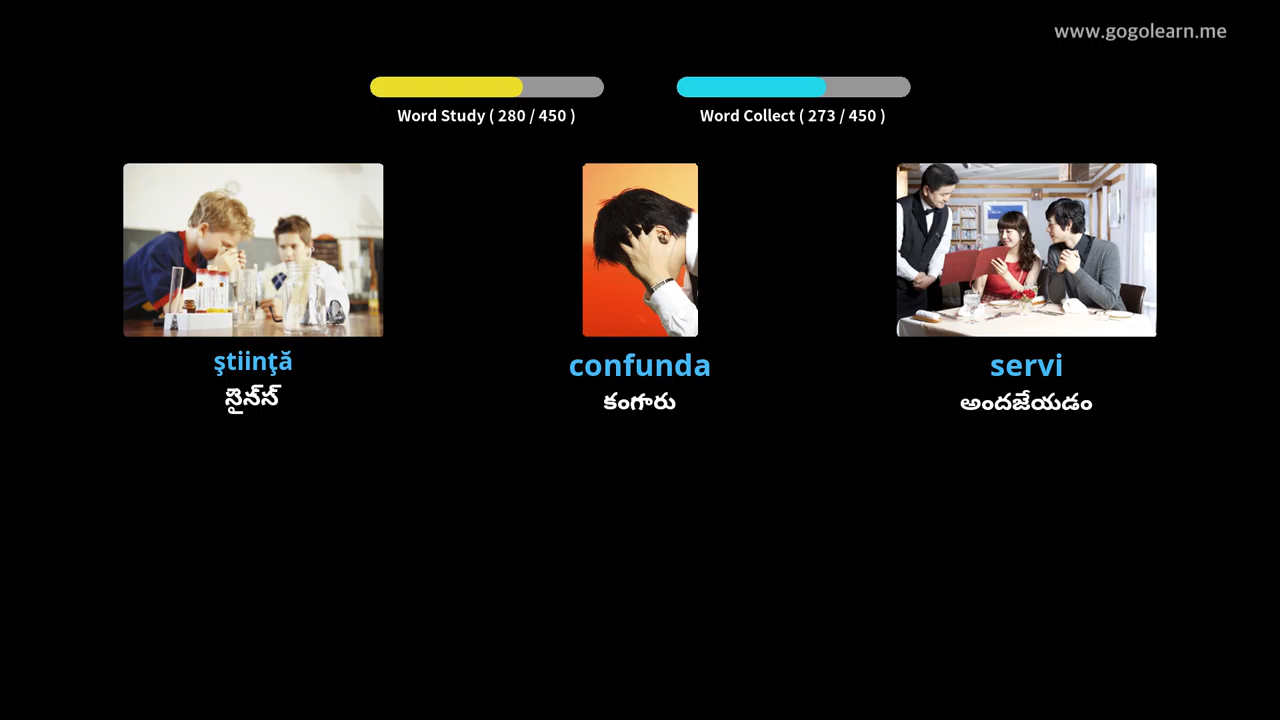 www.gogolearn.me
Word Study ( 280 / 450 )
Word Collect ( 273 / 450 )
ştiinţă
సైన్స్
confunda
కంగారు
servi
అందజేయడం